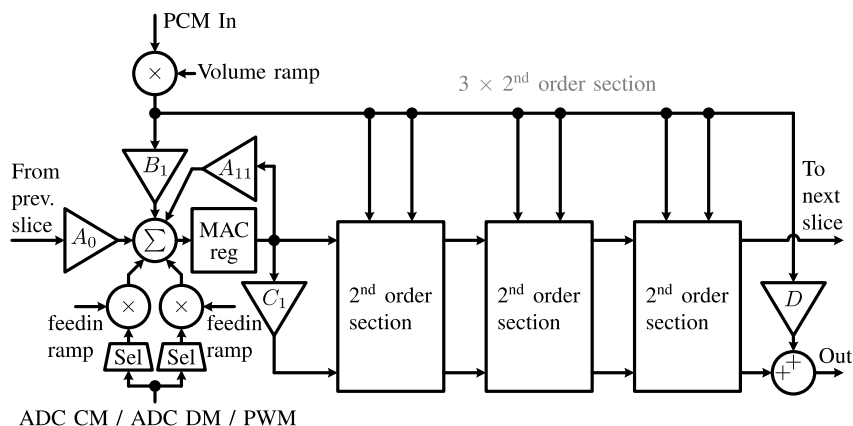 PCM In
×
Volume ramp
3 × 2nd order section
B1
A11
From
prev.
slice
A0
Σ
MAC
reg
To
next
slice
C1
2nd order
section
2nd order
section
2nd order
section
D
×
×
feedin
ramp
feedin
ramp
Sel
Sel
+
+
Out
ADC CM / ADC DM / PWM